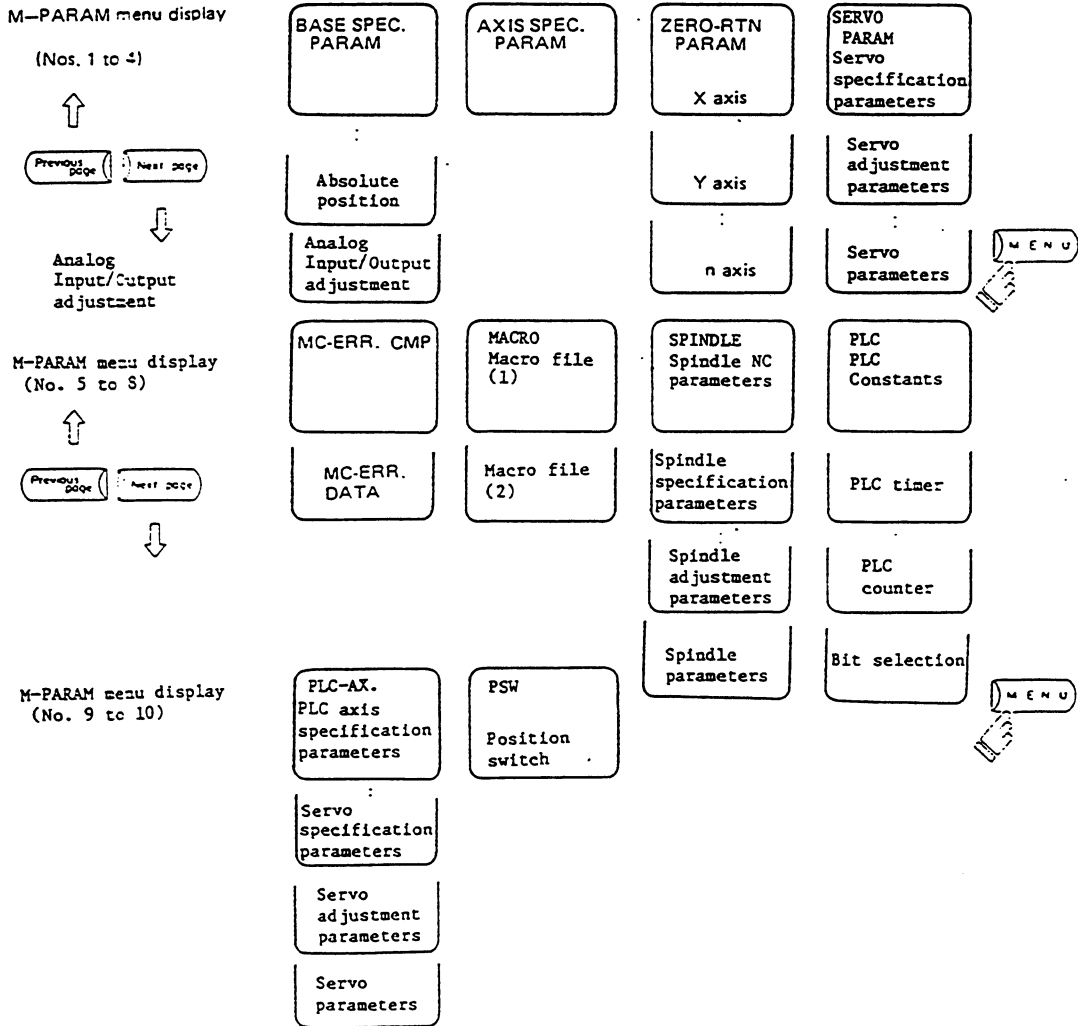 M-PARAM menu display
(Nos. 1 to 4)
Previous page
Next page
Analog
Input/Output
adjustment
BASE SPEC.
PARAM
:
Absolute
position
Analog
Input/Output
adjustment
AXIS SPEC.
PARAM
ZERO-RTN
PARAM
X axis
Y axis
:
n axis
SERVO
PARAM
Servo
specification
parameters
Servo
adjustment
parameters
:
Servo
parameters
MENU
M-PARAM menu display
(No. 5 to 8)
Previous page
Next page
MC-ERR. CMP
MC-ERR.
DATA
MACRO
Macro file
(1)
Macro file
(2)
SPINDLE
Spindle NC
parameters
Spindle
specification
parameters
:
Spindle
adjustment
parameters
Spindle
parameters
PLC
PLC
Constants
PLC timer
PLC
counter
Bit selection
MENU
M-PARAM menu display
(No. 9 to 10)
PLC-AX.
PLC axis
specification
parameters
:
Servo
specification
parameters
Servo
adjustment
parameters
Servo
parameters
PSW
Position
switch